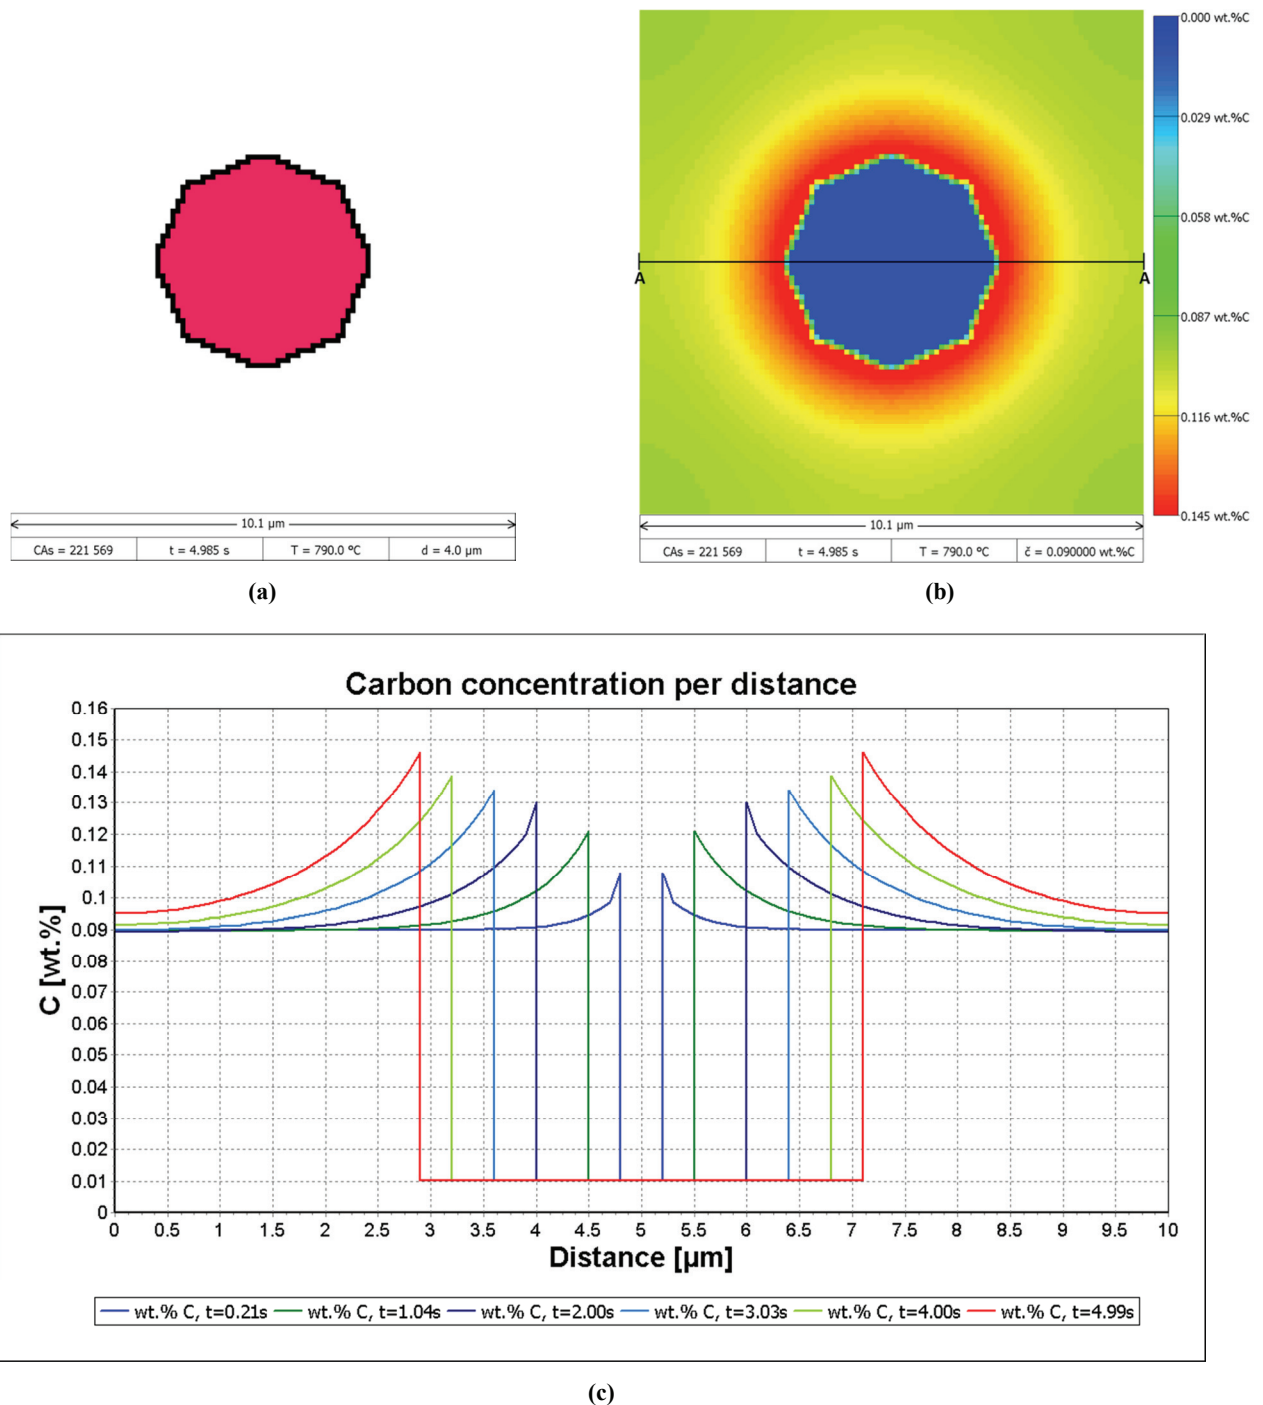 0.000 wt.%C
0.029 wt.%C
0.058 wt.%C
0.087 wt.%C
0.116 wt.%C
0.145 wt.%C
A A
10.1 µm
CAs = 221 569 t = 4.985 s T = 790.0 ºC d = 4.0 µm
10.1 µm
CAs = 221 569 t = 4.985 s T = 790.0 ºC č = 0.090000 wt.%C
(a) (b)
Carbon concentration per distance
0.16
0.15
0.14
0.13
0.12
0.11
0.1
0.09
0.08
0.07
0.06
0.05
0.04
0.03
0.02
0.01
0
C [wt.%]
0 0.5 1 1.5 2 2.5 3 3.5 4 4.5 5 5.5 6 6.5 7 7.5 8 8.5 9 9.5 10
Distance [µm]
wt.% C, t=0.21s wt.% C, t=1.04s wt.% C, t=2.00s wt.% C, t=3.03s wt.% C, t=4.00s wt.% C, t=4.99s
(c)